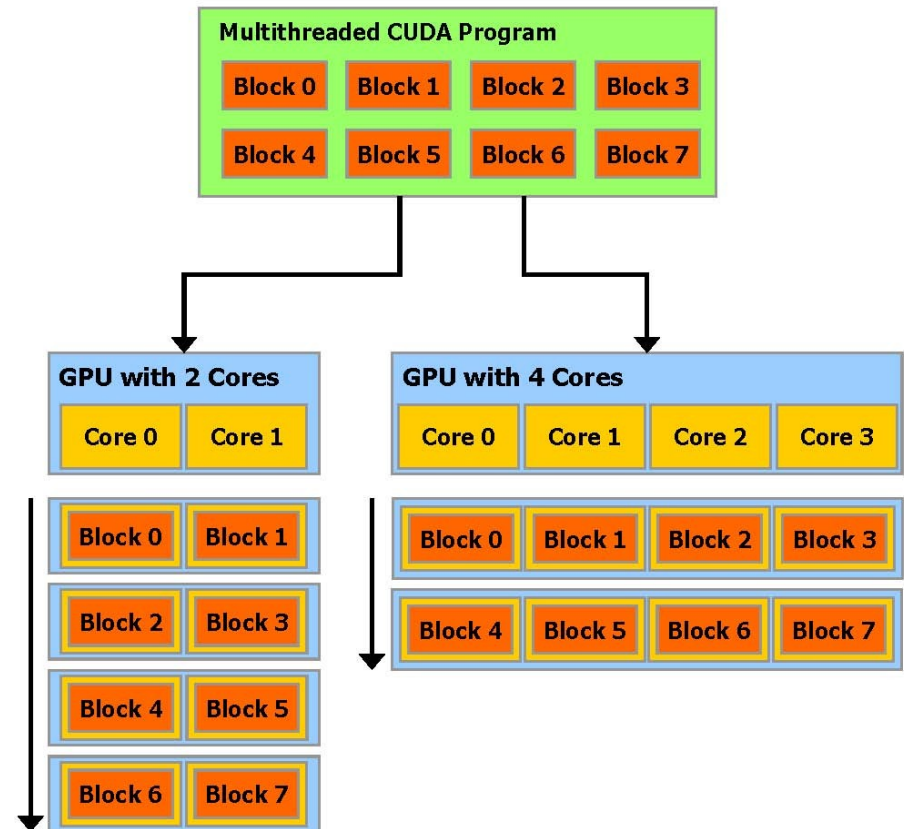 Multithreaded CUDA Program
Block 0 Block 1 Block 2 Block 3
Block 4 Block 5 Block 6 Block 7
GPU with 2 Cores
Core 0 Core 1
Block 0 Block 1
Block 2 Block 3
Block 4 Block 5
Block 6 Block 7
GPU with 4 Cores
Core 0 Core 1 Core 2 Core 3
Block 0 Block 1 Block 2 Block 3
Block 4 Block 5 Block 6 Block 7